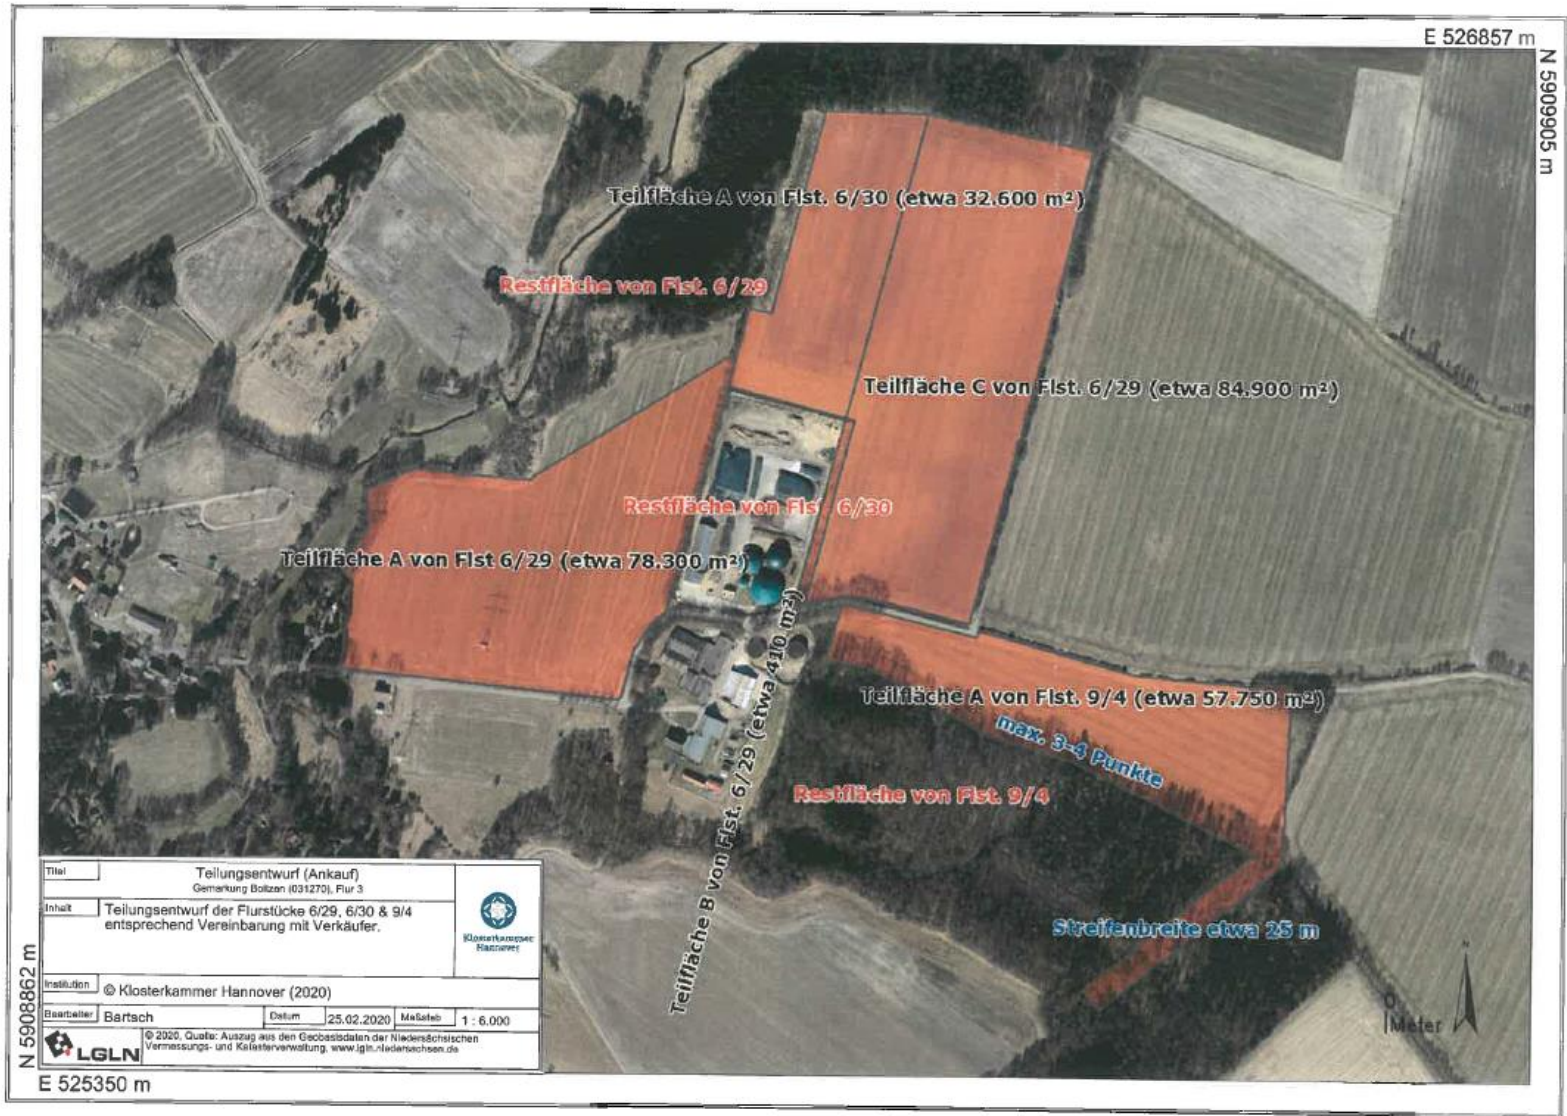 E 526857 m
N 5909905 m
Teilfläche A von Flst. 6/30 (etwa 32.600 m²)
Restfläche von Flst. 6/29
Teilfläche C von Flst. 6/29 (etwa 84.900 m²)
Restfläche von Flst. 6/30
Teilfläche A von Flst 6/29 (etwa 78.300 m²)
Teilfläche B von Flst. 6/29 (etwa 410 m²)
Teilfläche A von Flst. 9/4 (etwa 57.750 m²)
max. 3-4 Punkte
Restfläche von Flst. 9/4
Streifenbreite etwa 25 m
N
0
Meter
Titel
Teilungsentwurf (Ankauf)
Gemarkung Boitzen (031270), Flur 3
Inhalt
Teilungsentwurf der Flurstücke 6/29, 6/30 & 9/4
entsprechend Vereinbarung mit Verkäufer.
Klosterkammer
Hannover
Institution
© Klosterkammer Hannover (2020)
Bearbeiter
Bartsch
Datum
25.02.2020
Maßstab
1 : 6.000
LGLN
© 2020, Quelle: Auszug aus den Geobasisdaten der Niedersächsischen
Vermessungs- und Katasterverwaltung, www.lgln.niedersachsen.de
N 5908862 m
E 525350 m